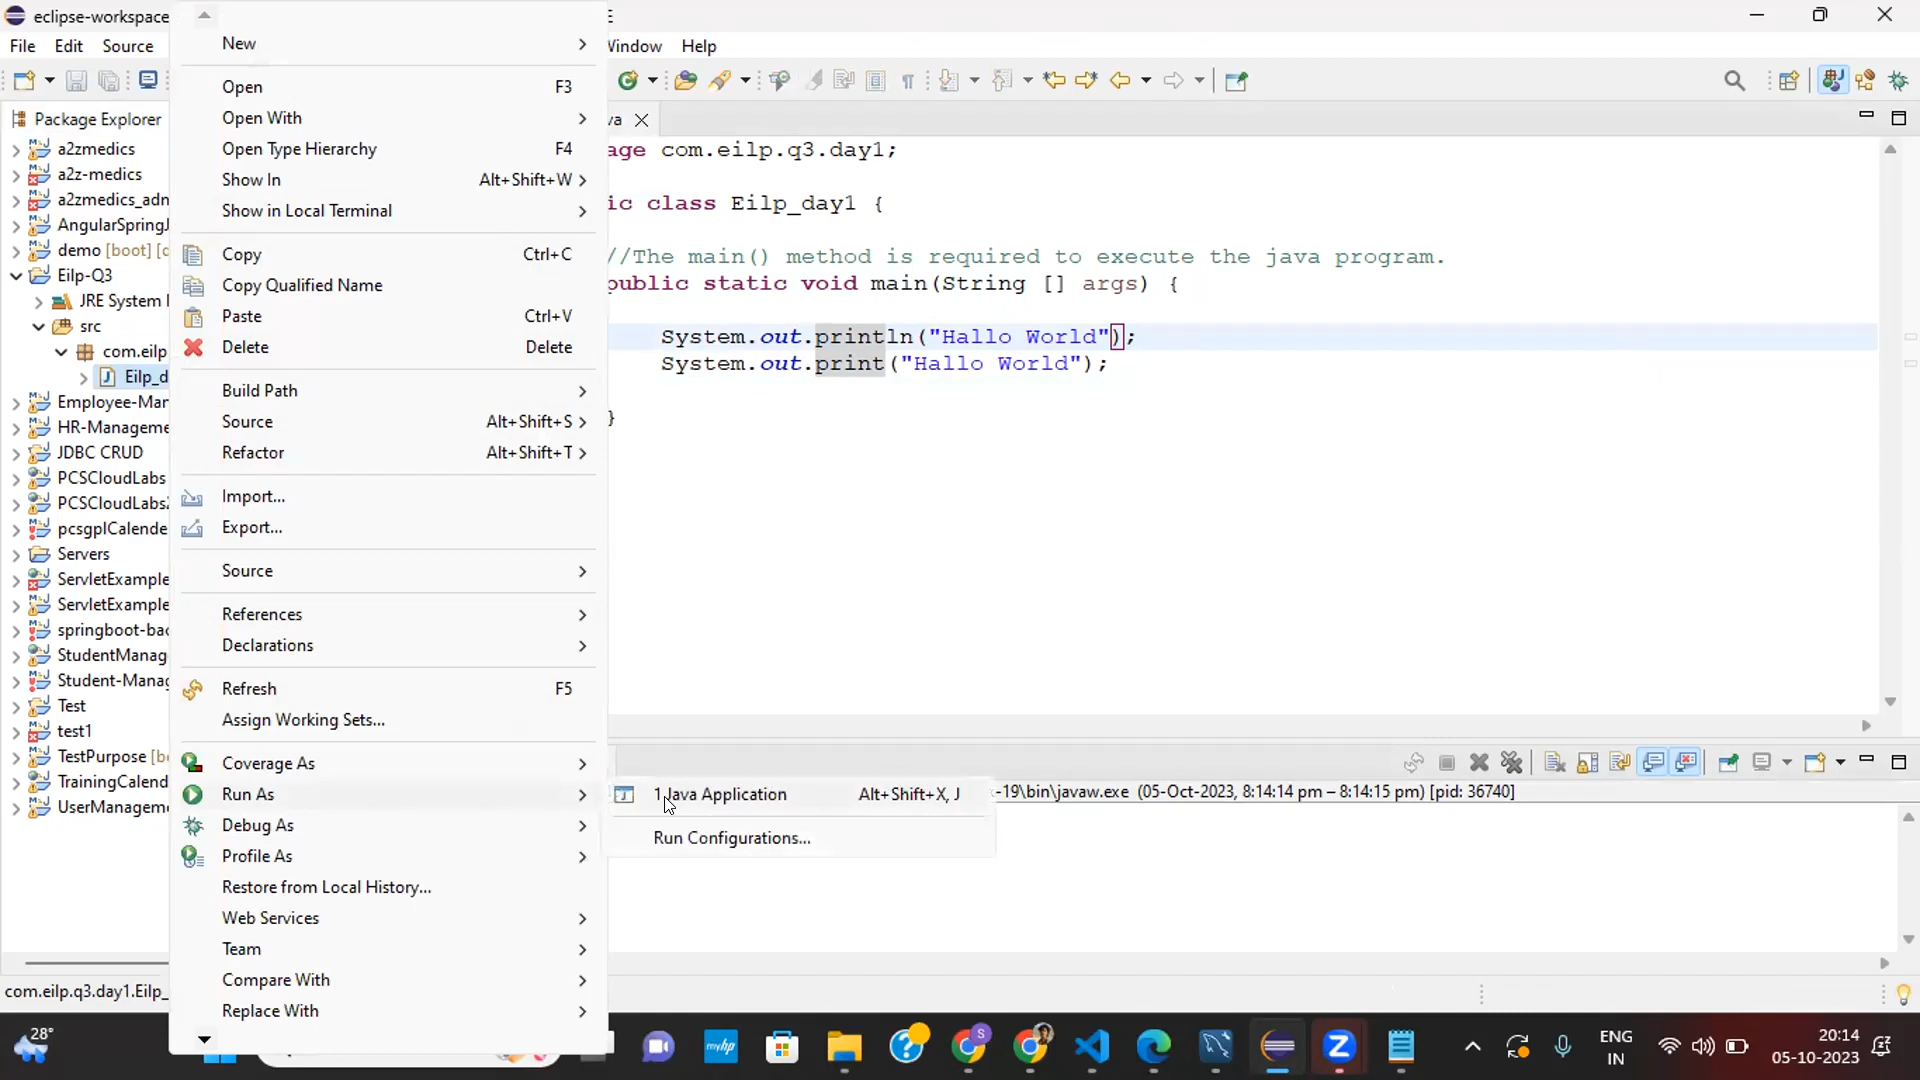 eclipse-workspace
File Edit Source Window Help
Package Explorer
a2zmedics
a2z-medics
a2zmedics_adm
AngularSpringJ
demo [boot] [d
Eilp-Q3
JRE System
src
com.eilp
Eilp_d
Employee-Man
HR-Manageme
JDBC CRUD
PCSCloudLabs
PCSCloudLabs
pcsgplCalende
Servers
ServletExample
ServletExample
springboot-bac
StudentManag
Student-Manag
Test
test1
TestPurpose [b
TrainingCalend
UserManageme
com.eilp.q3.day1.Eilp_
New
Open F3
Open With
Open Type Hierarchy F4
Show In Alt+Shift+W
Show in Local Terminal
Copy Ctrl+C
Copy Qualified Name
Paste Ctrl+V
Delete Delete
Build Path
Source Alt+Shift+S
Refactor Alt+Shift+T
Import...
Export...
Source
References
Declarations
Refresh F5
Assign Working Sets...
Coverage As
Run As
Debug As
Profile As
Restore from Local History...
Web Services
Team
Compare With
Replace With
1 Java Application Alt+Shift+X, J
Run Configurations...
va
age com.eilp.q3.day1;
ic class Eilp_day1 {
//The main() method is required to execute the java program.
public static void main(String [] args) {
System.out.println("Hallo World");
System.out.print("Hallo World");
}
-19\bin\javaw.exe (05-Oct-2023, 8:14:14 pm – 8:14:15 pm) [pid: 36740]
28°
myhp
S
Z
ENG
IN
20:14
05-10-2023